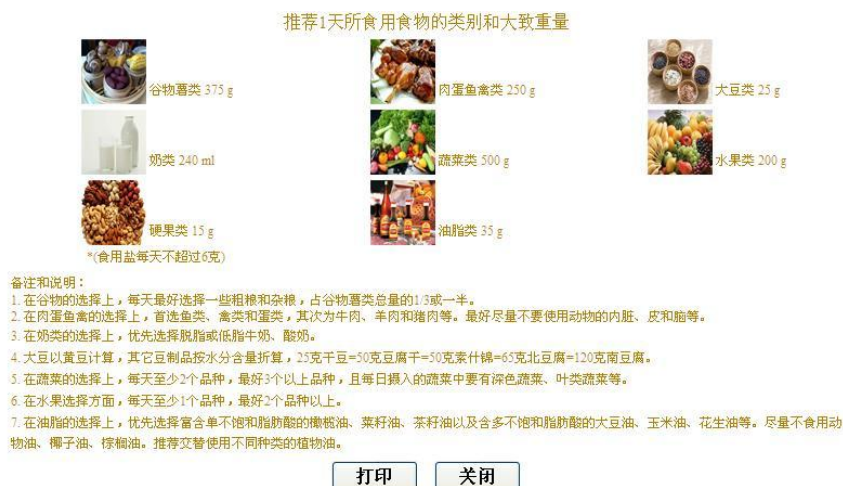 推荐1天所食用食物的类别和大致重量
谷物薯类 375 g
肉蛋鱼禽类 250 g
大豆类 25 g
奶类 240 ml
蔬菜类 500 g
水果类 200 g
硬果类 15 g
油脂类 35 g
*(食用盐每天不超过6克)
备注和说明：
1. 在谷物的选择上，每天最好选择一些粗粮和杂粮，占谷物薯类总量的1/3或一半。
2. 在肉蛋鱼禽的选择上，首选鱼类、禽类和蛋类，其次为牛肉、羊肉和猪肉等。最好尽量不要使用动物的内脏、皮和脑等。
3. 在奶类的选择上，优先选择脱脂或低脂牛奶、酸奶。
4. 大豆以黄豆计算，其它豆制品按水分含量折算，25克干豆=50克豆腐干=50克素什锦=65克北豆腐=120克南豆腐。
5. 在蔬菜的选择上，每天至少2个品种，最好3个以上品种，且每日摄入的蔬菜中要有深色蔬菜、叶类蔬菜等。
6. 在水果选择方面，每天至少1个品种，最好2个品种以上。
7. 在油脂的选择上，优先选择富含单不饱和脂肪酸的橄榄油、菜籽油、茶籽油以及含多不饱和脂肪酸的大豆油、玉米油、花生油等。尽量不食用动
物油、椰子油、棕榈油。推荐交替使用不同种类的植物油。
打印
关闭